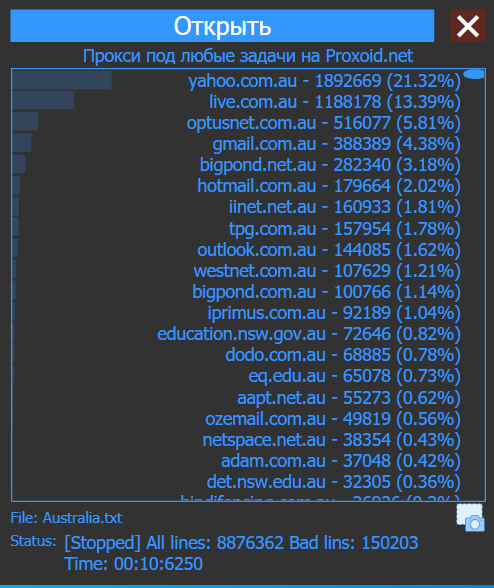 Открыть
Прокси под любые задачи на Proxoid.net
yahoo.com.au - 1892669 (21.32%)
live.com.au - 1188178 (13.39%)
optusnet.com.au - 516077 (5.81%)
gmail.com.au - 388389 (4.38%)
bigpond.net.au - 282340 (3.18%)
hotmail.com.au - 179664 (2.02%)
iinet.net.au - 160933 (1.81%)
tpg.com.au - 157954 (1.78%)
outlook.com.au - 144085 (1.62%)
westnet.com.au - 107629 (1.21%)
bigpond.com.au - 100766 (1.14%)
iprimus.com.au - 92189 (1.04%)
education.nsw.gov.au - 72646 (0.82%)
dodo.com.au - 68885 (0.78%)
eq.edu.au - 65078 (0.73%)
aapt.net.au - 55273 (0.62%)
ozemail.com.au - 49819 (0.56%)
netspace.net.au - 38354 (0.43%)
adam.com.au - 37048 (0.42%)
det.nsw.edu.au - 32305 (0.36%)
File: Australia.txt
Status: [Stopped] All lines: 8876362 Bad lins: 150203
Time: 00:10:6250